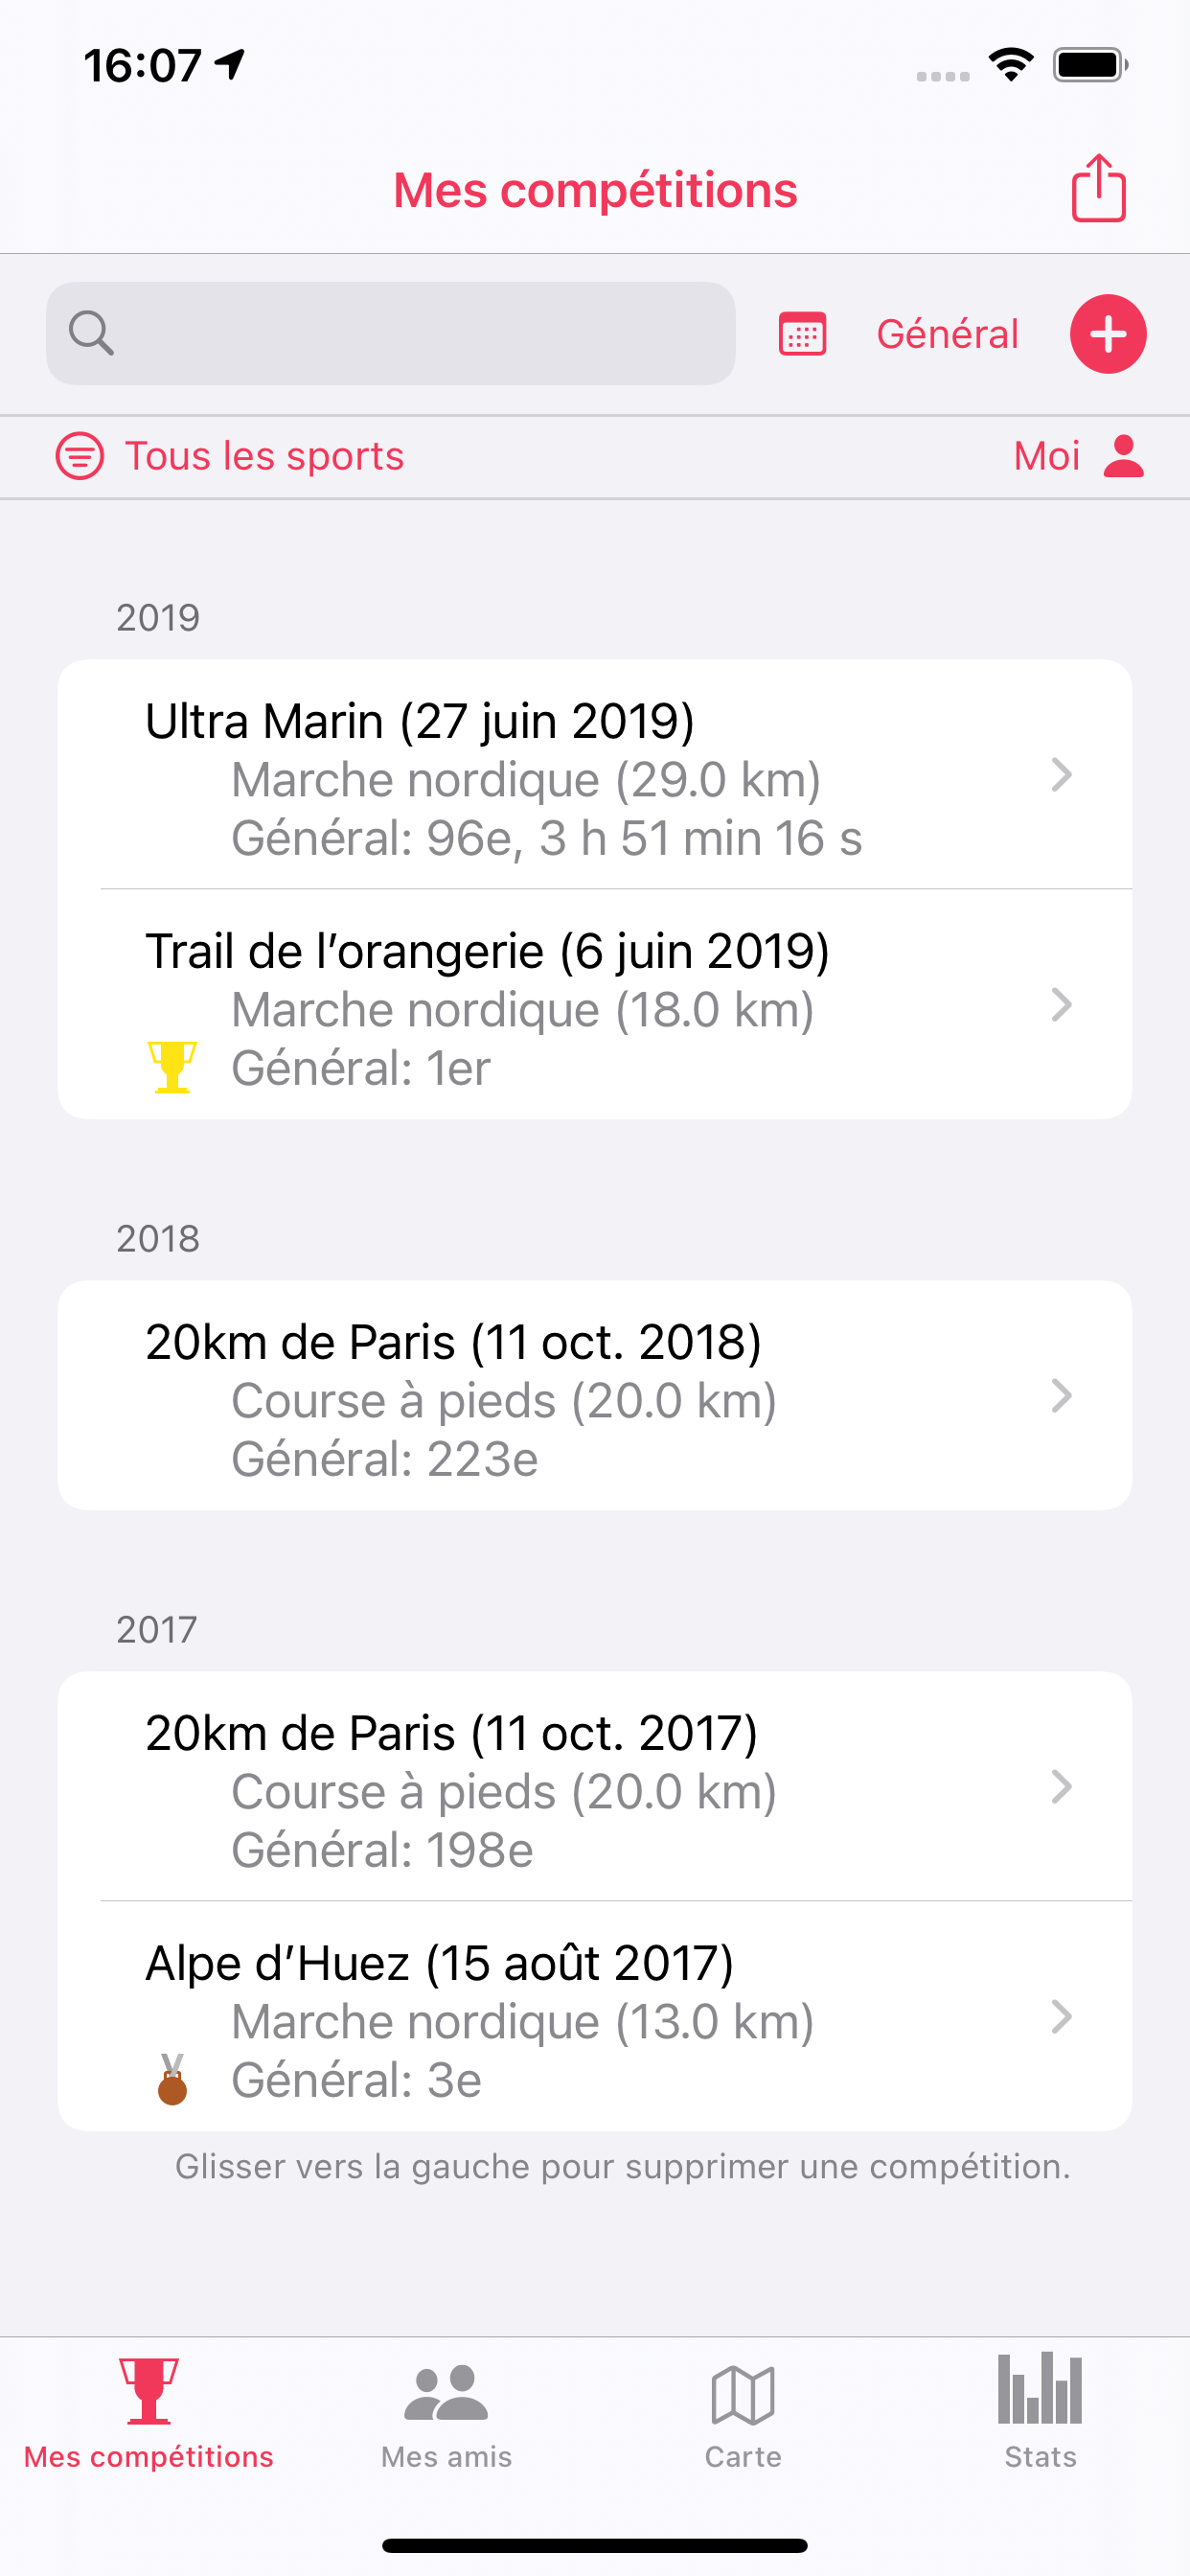 16:07
Mes compétitions
Général
Tous les sports
Moi
2019
Ultra Marin (27 juin 2019)
Marche nordique (29.0 km)
Général: 96e, 3 h 51 min 16 s
Trail de l’orangerie (6 juin 2019)
Marche nordique (18.0 km)
Général: 1er
2018
20km de Paris (11 oct. 2018)
Course à pieds (20.0 km)
Général: 223e
2017
20km de Paris (11 oct. 2017)
Course à pieds (20.0 km)
Général: 198e
Alpe d’Huez (15 août 2017)
Marche nordique (13.0 km)
Général: 3e
Glisser vers la gauche pour supprimer une compétition.
Mes compétitions
Mes amis
Carte
Stats